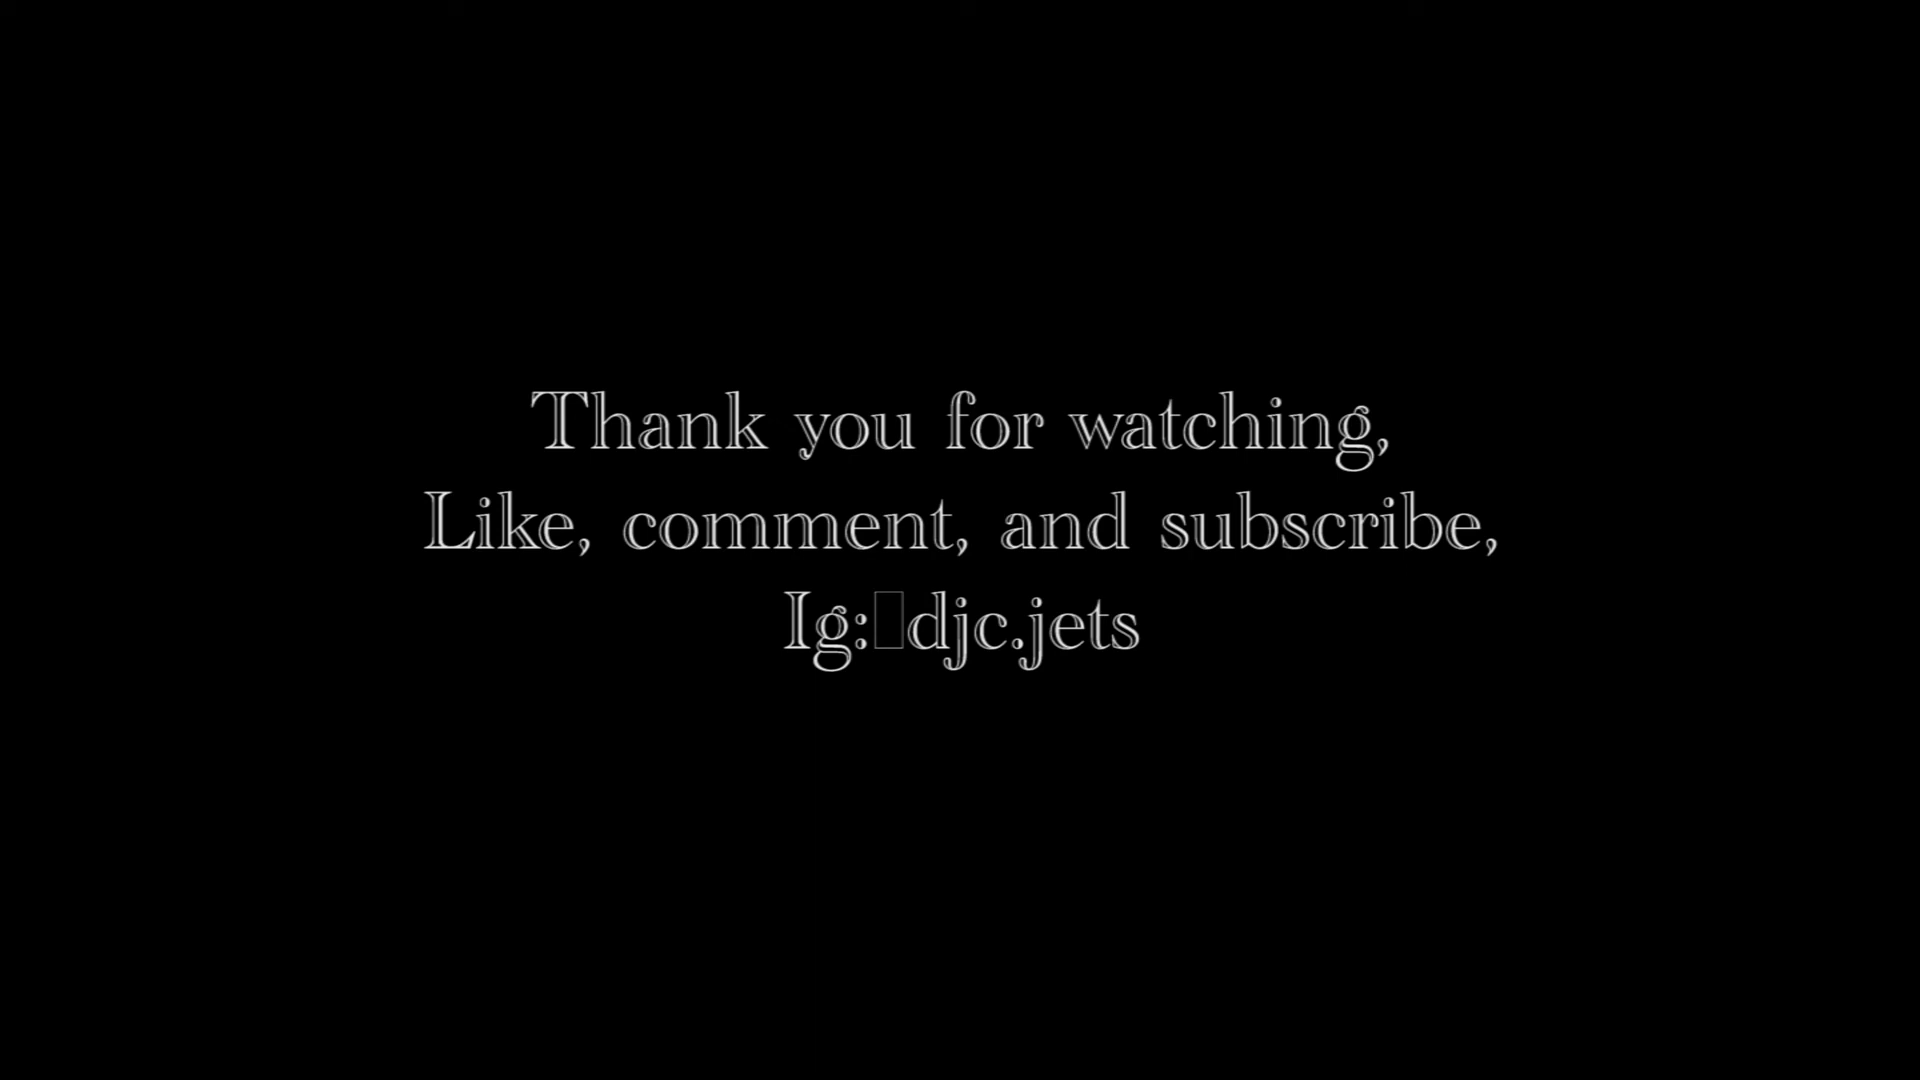 Thank you for watching,
Like, comment, and subscribe,
Ig:□djc.jets